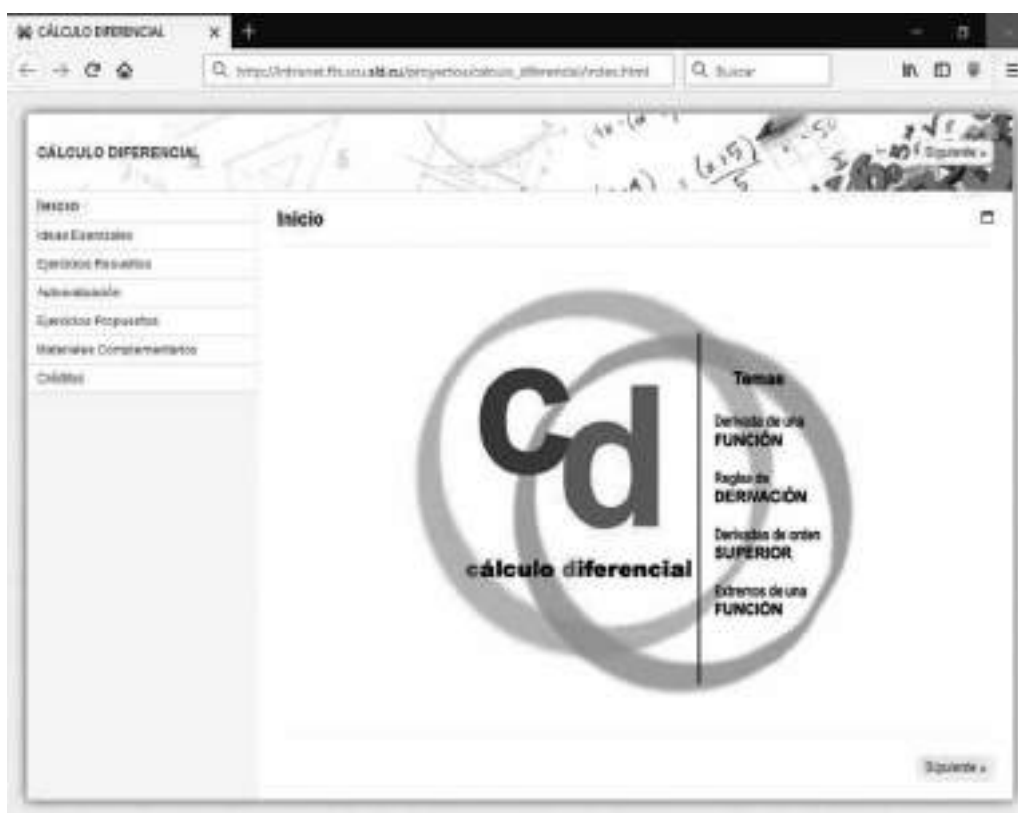 CÁLCULO DIFERENCIAL
Buscar
CÁLCULO DIFERENCIAL
(x+5)
5
Siguiente »
Inicio
Ideas Esenciales
Ejercicios Resueltos
Autoevaluación
Ejercicios Propuestos
Materiales Complementarios
Créditos
Inicio
cd
cálculo diferencial
Temas
Derivada de una
FUNCIÓN
Reglas de
DERIVACIÓN
Derivadas de orden
SUPERIOR
Extremos de una
FUNCIÓN
Siguiente »